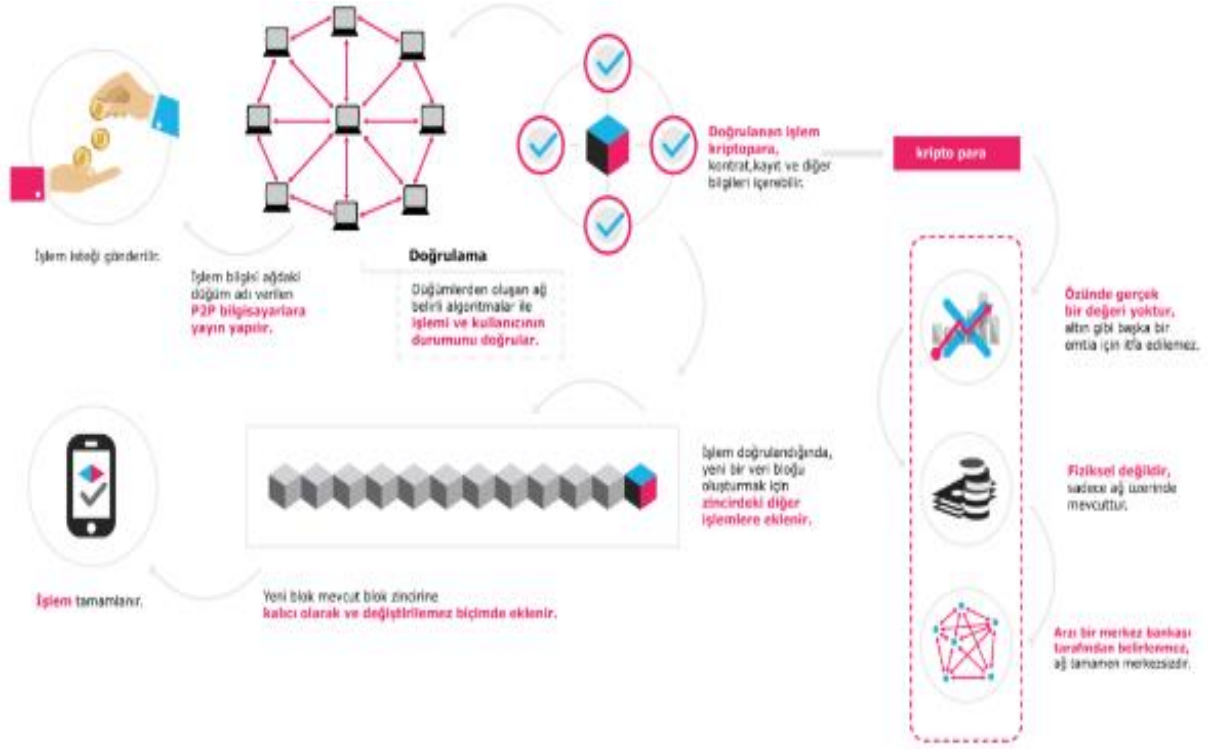 İşlem isteği gönderilir.
İşlem bilgisi ağdaki
düğüm adı verilen
P2P bilgisayarlara
yayın yapılır.
Doğrulama
Düğümlerden oluşan ağ
belirli algoritmalar ile
işlemi ve kullanıcının
durumunu doğrular.
Doğrulanan işlem
kriptopara,
kontrat,kayıt ve diğer
bilgileri içerebilir.
kripto para
Özünde gerçek
bir değeri yoktur,
altın gibi başka bir
emtia için itfa edilemez.
Fiziksel değildir,
sadece ağ üzerinde
mevcuttur.
Arzı bir merkez bankası
tarafından belirlenmez,
ağ tamamen merkezsizdir.
İşlem doğrulandığında,
yeni bir veri bloğu
oluşturmak için
zincirdeki diğer
işlemlere eklenir.
Yeni blok mevcut blok zincirine
kalıcı olarak ve değiştirilemez biçimde eklenir.
İşlem tamamlanır.